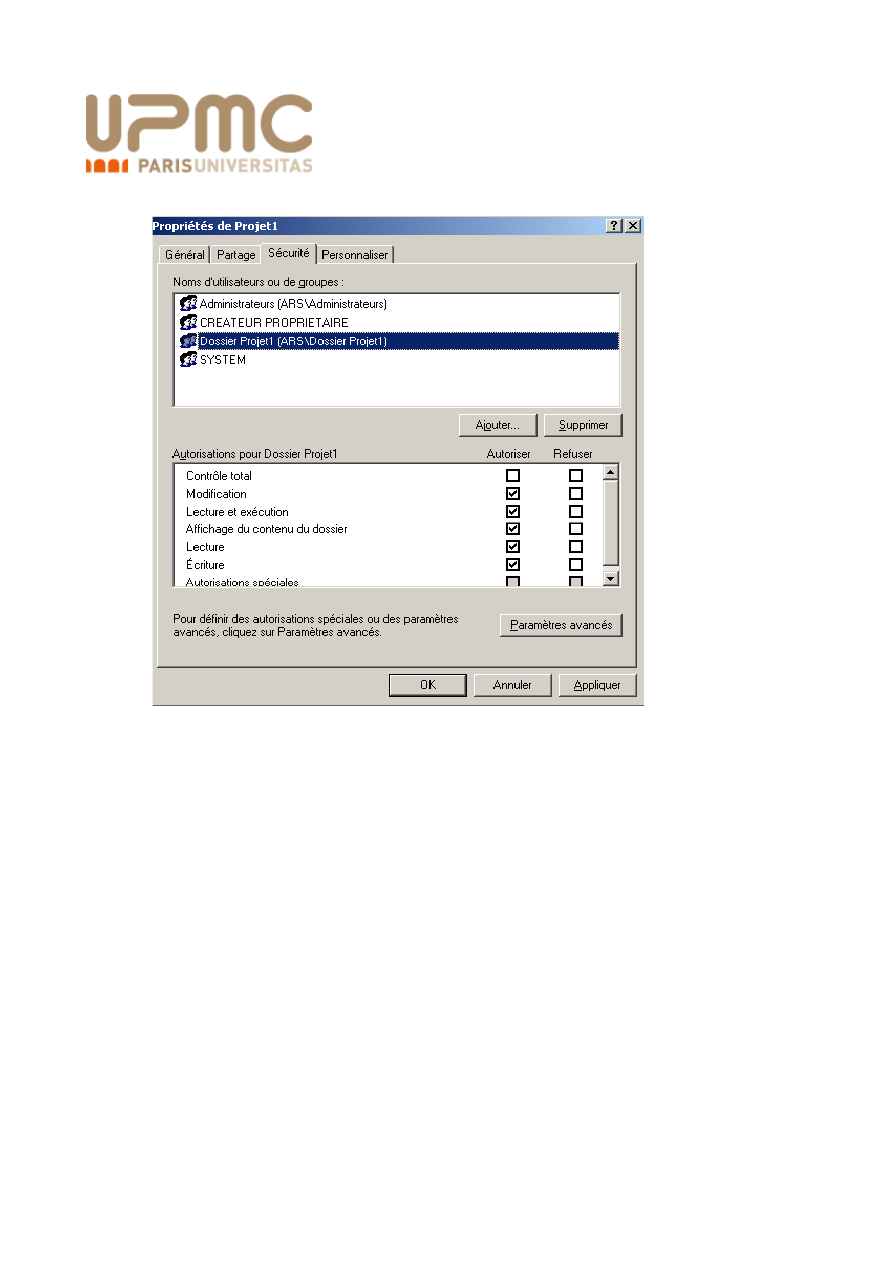 UPMC
PARISUNIVERSITAS
Propriétés de Projet1
Général Partage Sécurité Personnaliser
Noms d'utilisateurs ou de groupes :
Administrateurs (ARS\Administrateurs)
CREATEUR PROPRIETAIRE
Dossier Projet1 (ARS\Dossier Projet1)
SYSTEM
Ajouter... Supprimer
Autorisations pour Dossier Projet1 Autoriser Refuser
Contrôle total
Modification
Lecture et exécution
Affichage du contenu du dossier
Lecture
Écriture
Autorisations spéciales
Pour définir des autorisations spéciales ou des paramètres
avancés, cliquez sur Paramètres avancés.
Paramètres avancés
OK Annuler Appliquer